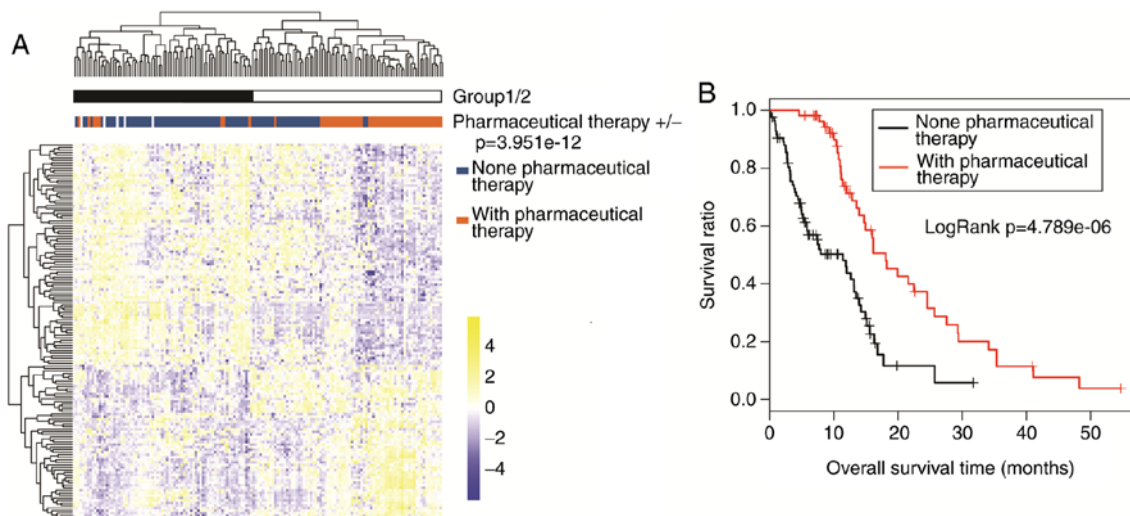 A
Group1/2
Pharmaceutical therapy +/–
p=3.951e-12
None pharmaceutical
therapy
With pharmaceutical
therapy
4
2
0
−2
−4
B
1.0
0.8
0.6
0.4
0.2
0.0
Survival ratio
None pharmaceutical
therapy
With pharmaceutical
therapy
LogRank p=4.789e-06
0 10 20 30 40 50
Overall survival time (months)